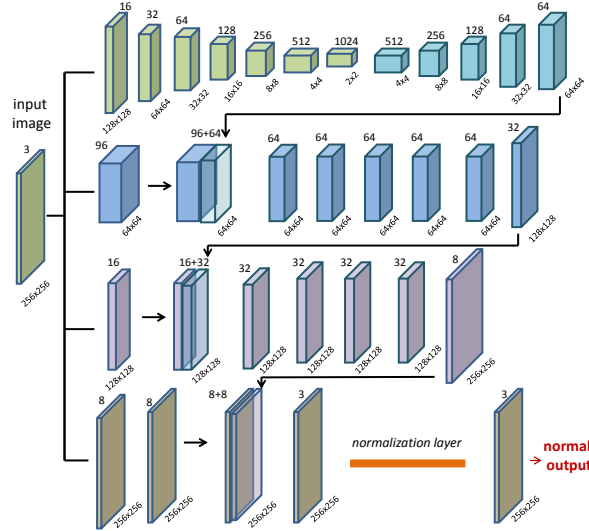 16 32 64 128 256 512 1024 512 256 128 64 64
128x128 64x64 32x32 16x16 8x8 4x4 2x2 4x4 8x8 16x16 32x32 64x64
input
image
3
256x256
96 96+64 64 64 64 64 64 32
64x64 64x64 64x64 64x64 64x64 64x64 64x64 128x128
16 16+32 32 32 32 32 8
128x128 128x128 128x128 128x128 128x128 128x128 256x256
8 8 8+8 3 3
normalization layer
normal
output
256x256 256x256 256x256 256x256 256x256